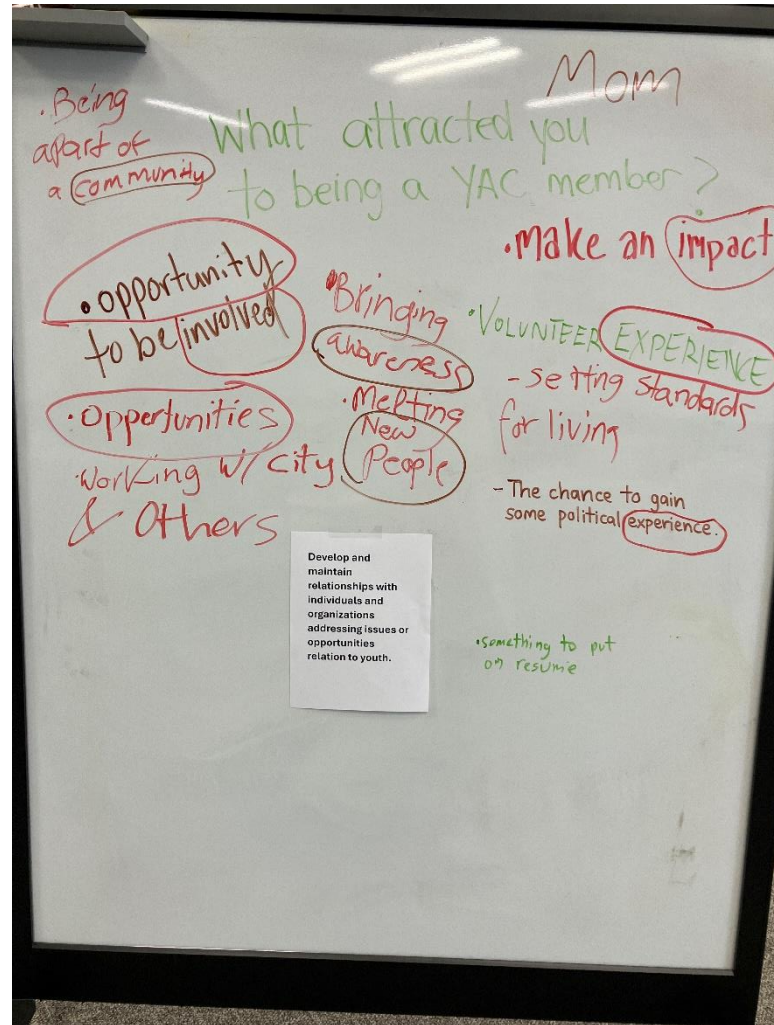 Mom
What attracted you
to being a YAC member?
• Being
apart of
a community
• opportunity
to be involved
• Oppertunities
• Working w/ city
& Others
• Bringing
awareness
• Melting
New
People
• make an impact
• VOLUNTEER EXPERIENCE
- setting standards
for living
- The chance to gain
some political experience.
• something to put
on resume
Develop and
maintain
relationships with
individuals and
organizations
addressing issues or
opportunities
relation to youth.